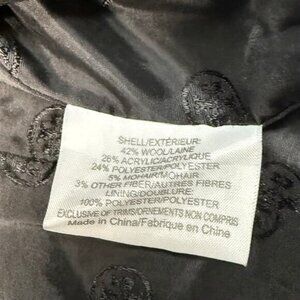 SHELL/EXTÉRIEUR:
42% WOOL/LAINE
26% ACRYLIC/ACRYLIQUE
24% POLYESTER/POLYESTER
5% MOHAIR/MOHAIR
3% OTHER FIBER/AUTRES FIBRES
LINING/DOUBLURE:
100% POLYESTER/POLYESTER
EXCLUSIVE OF TRIMS/ORNEMENTS NON COMPRIS
Made in China/Fabrique en Chine